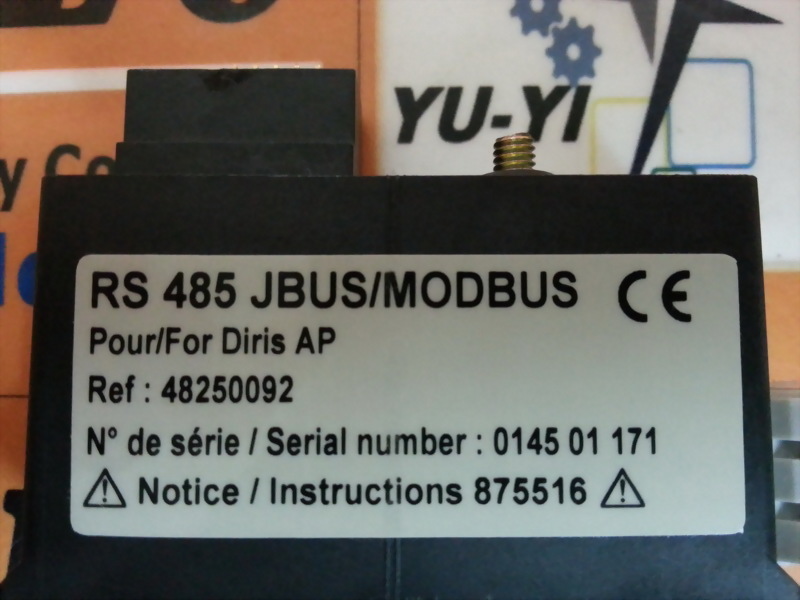 YU-YI
y Co
RS 485 JBUS/MODBUS CE
Pour/For Diris AP
Ref : 48250092
N° de série / Serial number : 0145 01 171
Notice / Instructions 875516